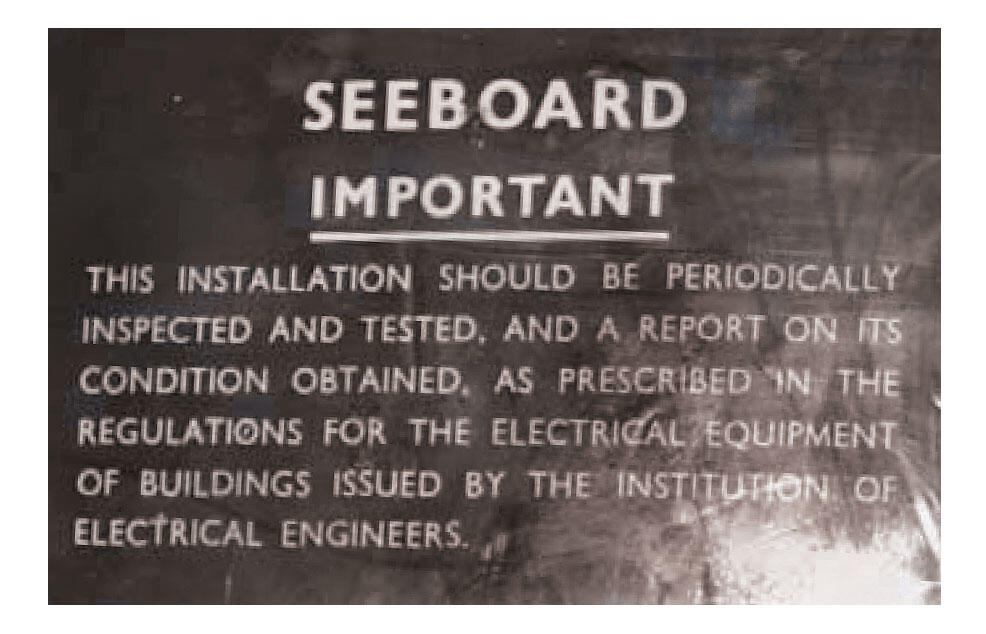 SEEBOARD
IMPORTANT
THIS INSTALLATION SHOULD BE PERIODICALLY
INSPECTED AND TESTED, AND A REPORT ON ITS
CONDITION OBTAINED, AS PRESCRIBED IN THE
REGULATIONS FOR THE ELECTRICAL EQUIPMENT
OF BUILDINGS ISSUED BY THE INSTITUTION OF
ELECTRICAL ENGINEERS.